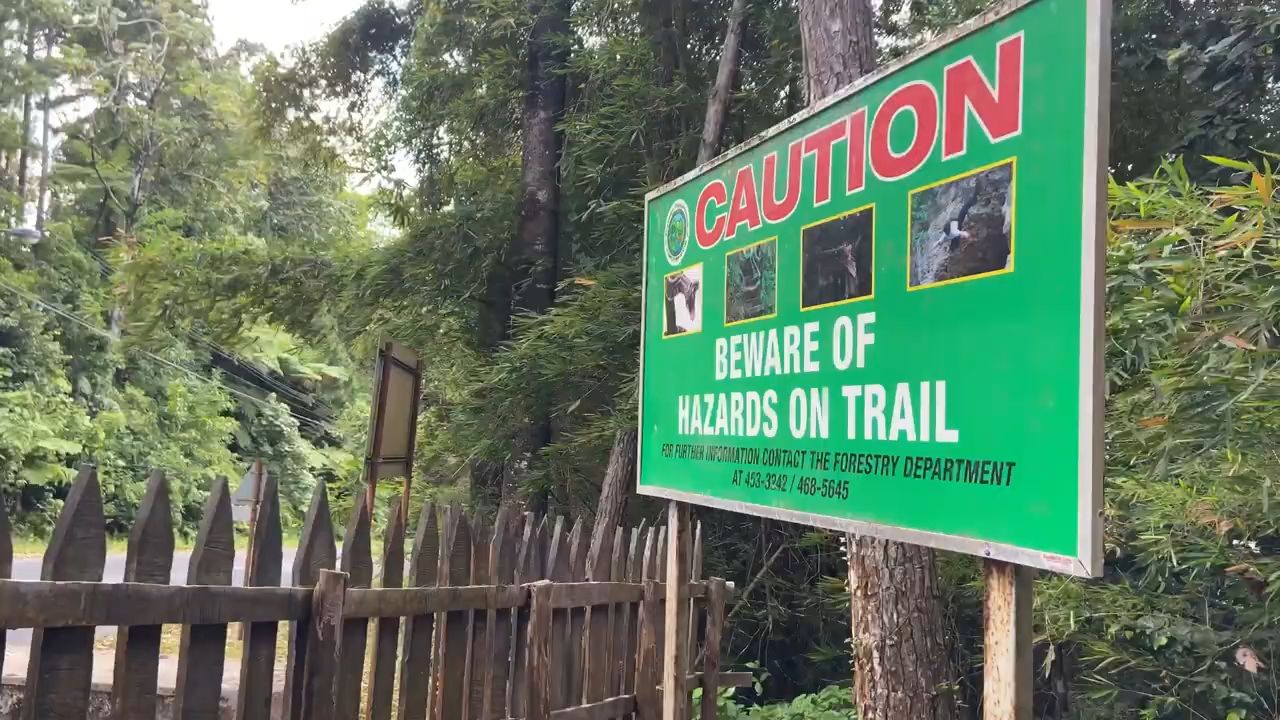 CAUTION
BEWARE OF
HAZARDS ON TRAIL
FOR FURTHER INFORMATION CONTACT THE FORESTRY DEPARTMENT
AT 453-3242 / 468-5645